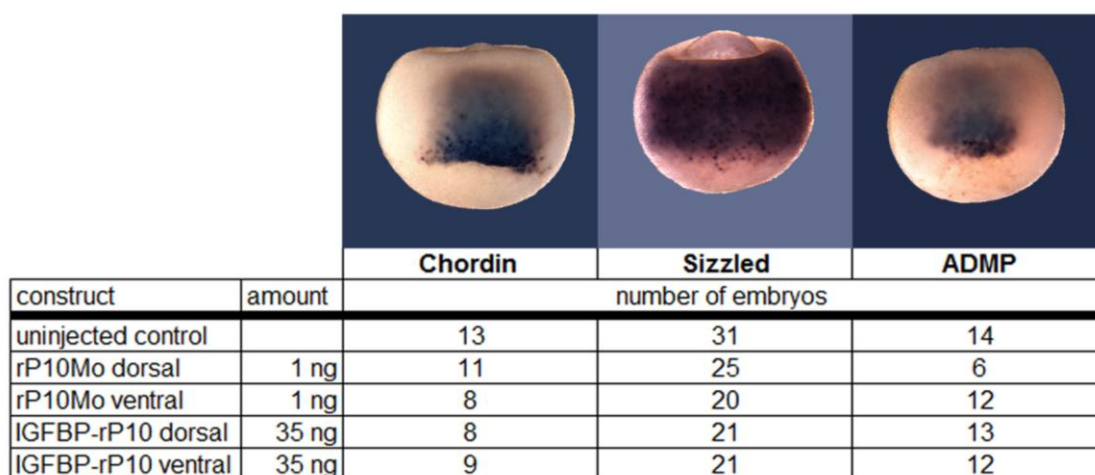 Chordin Sizzled ADMP
construct amount number of embryos
uninjected control 13 31 14
rP10Mo dorsal 1 ng 11 25 6
rP10Mo ventral 1 ng 8 20 12
IGFBP-rP10 dorsal 35 ng 8 21 13
IGFBP-rP10 ventral 35 ng 9 21 12